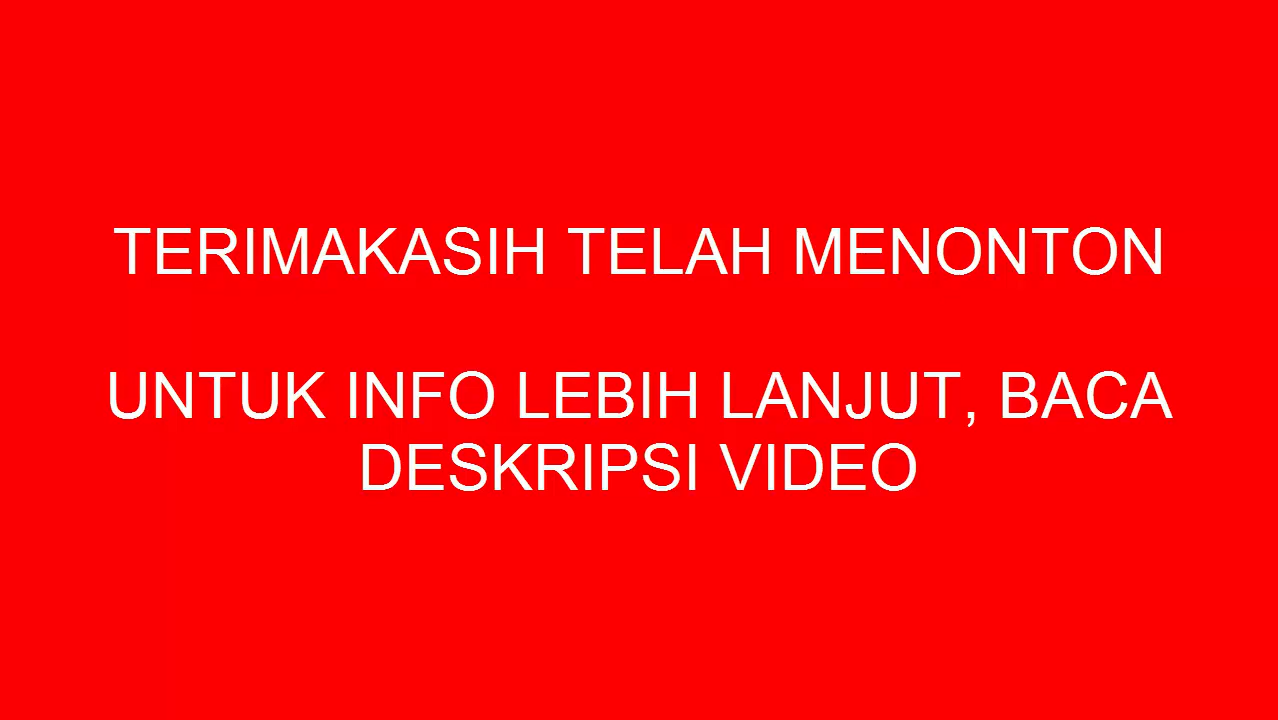 TERIMAKASIH TELAH MENONTON
UNTUK INFO LEBIH LANJUT, BACA
DESKRIPSI VIDEO